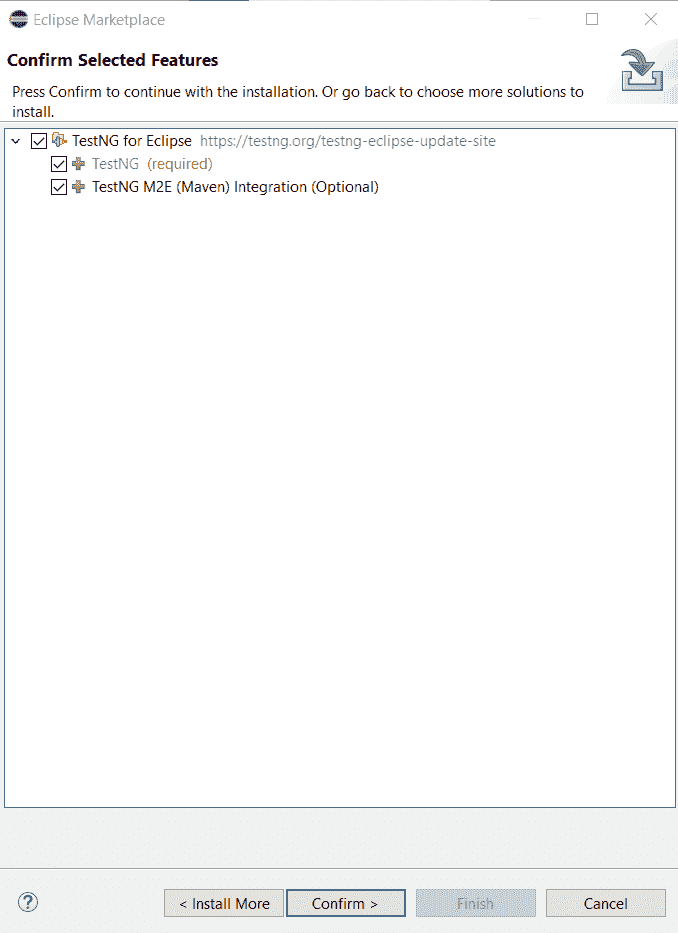 Eclipse Marketplace
Confirm Selected Features
Press Confirm to continue with the installation. Or go back to choose more solutions to
install.
TestNG for Eclipse https://testng.org/testng-eclipse-update-site
TestNG (required)
TestNG M2E (Maven) Integration (Optional)
? < Install More Confirm > Finish Cancel